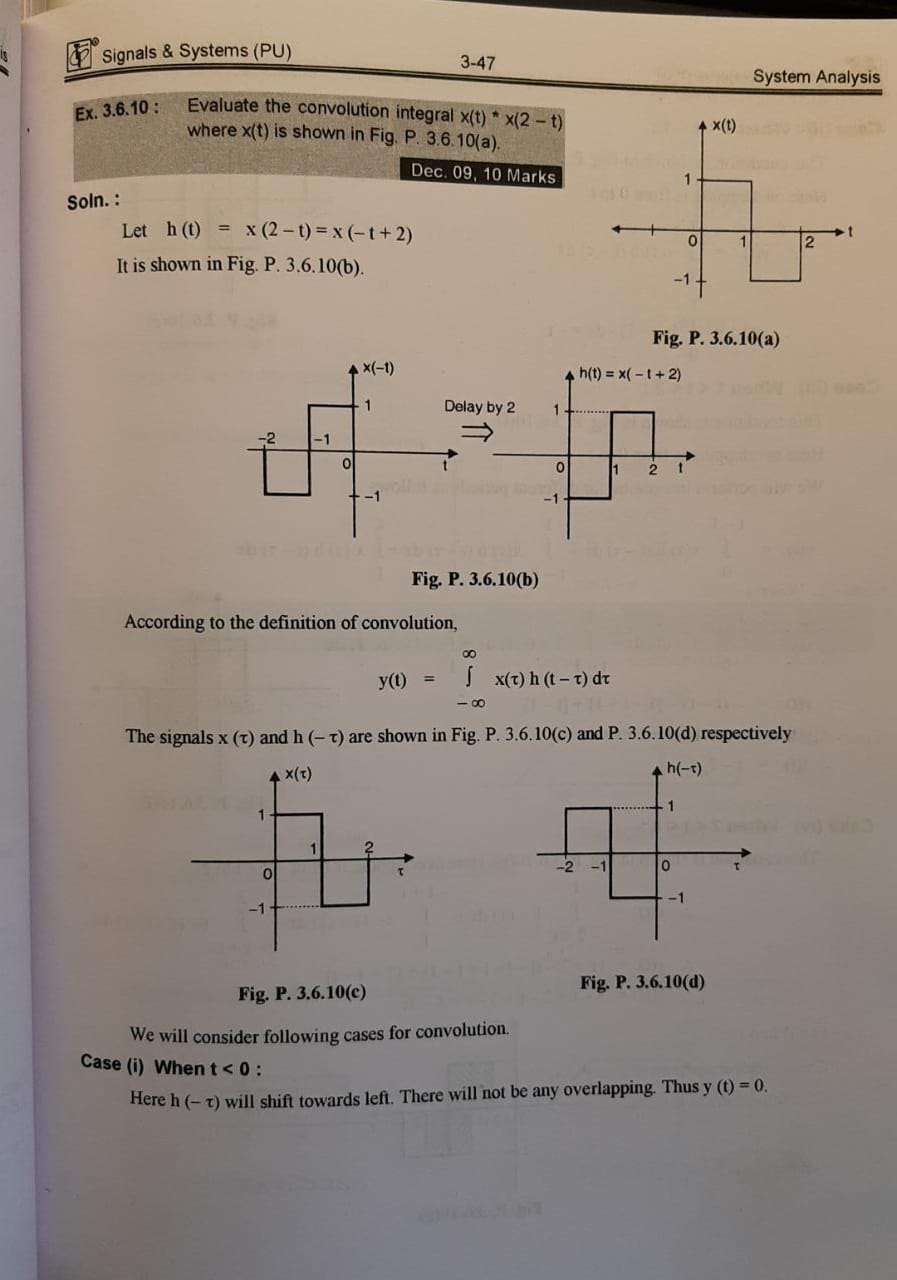 is
Signals & Systems (PU)
3-47
System Analysis
Ex. 3.6.10 : Evaluate the convolution integral x(t) * x(2 – t)
where x(t) is shown in Fig. P. 3.6.10(a).
Dec. 09, 10 Marks
x(t)
1
0
1
2
t
–1
Fig. P. 3.6.10(a)
Soln. :
Let h (t) = x (2 – t) = x (– t + 2)
It is shown in Fig. P. 3.6.10(b).
x(–t)
1
–2
–1
0
t
–1
Delay by 2
⇒
h(t) = x( – t + 2)
1
0
1
2
t
–1
Fig. P. 3.6.10(b)
According to the definition of convolution,
∞
y(t) = ∫ x(τ) h (t – τ) dτ
– ∞
The signals x (τ) and h (– τ) are shown in Fig. P. 3.6.10(c) and P. 3.6.10(d) respectively
x(τ)
1
1
2
0
τ
–1
Fig. P. 3.6.10(c)
h(–τ)
1
–2
–1
0
τ
–1
Fig. P. 3.6.10(d)
We will consider following cases for convolution.
Case (i) When t < 0 :
Here h (– τ) will shift towards left. There will not be any overlapping. Thus y (t) = 0.